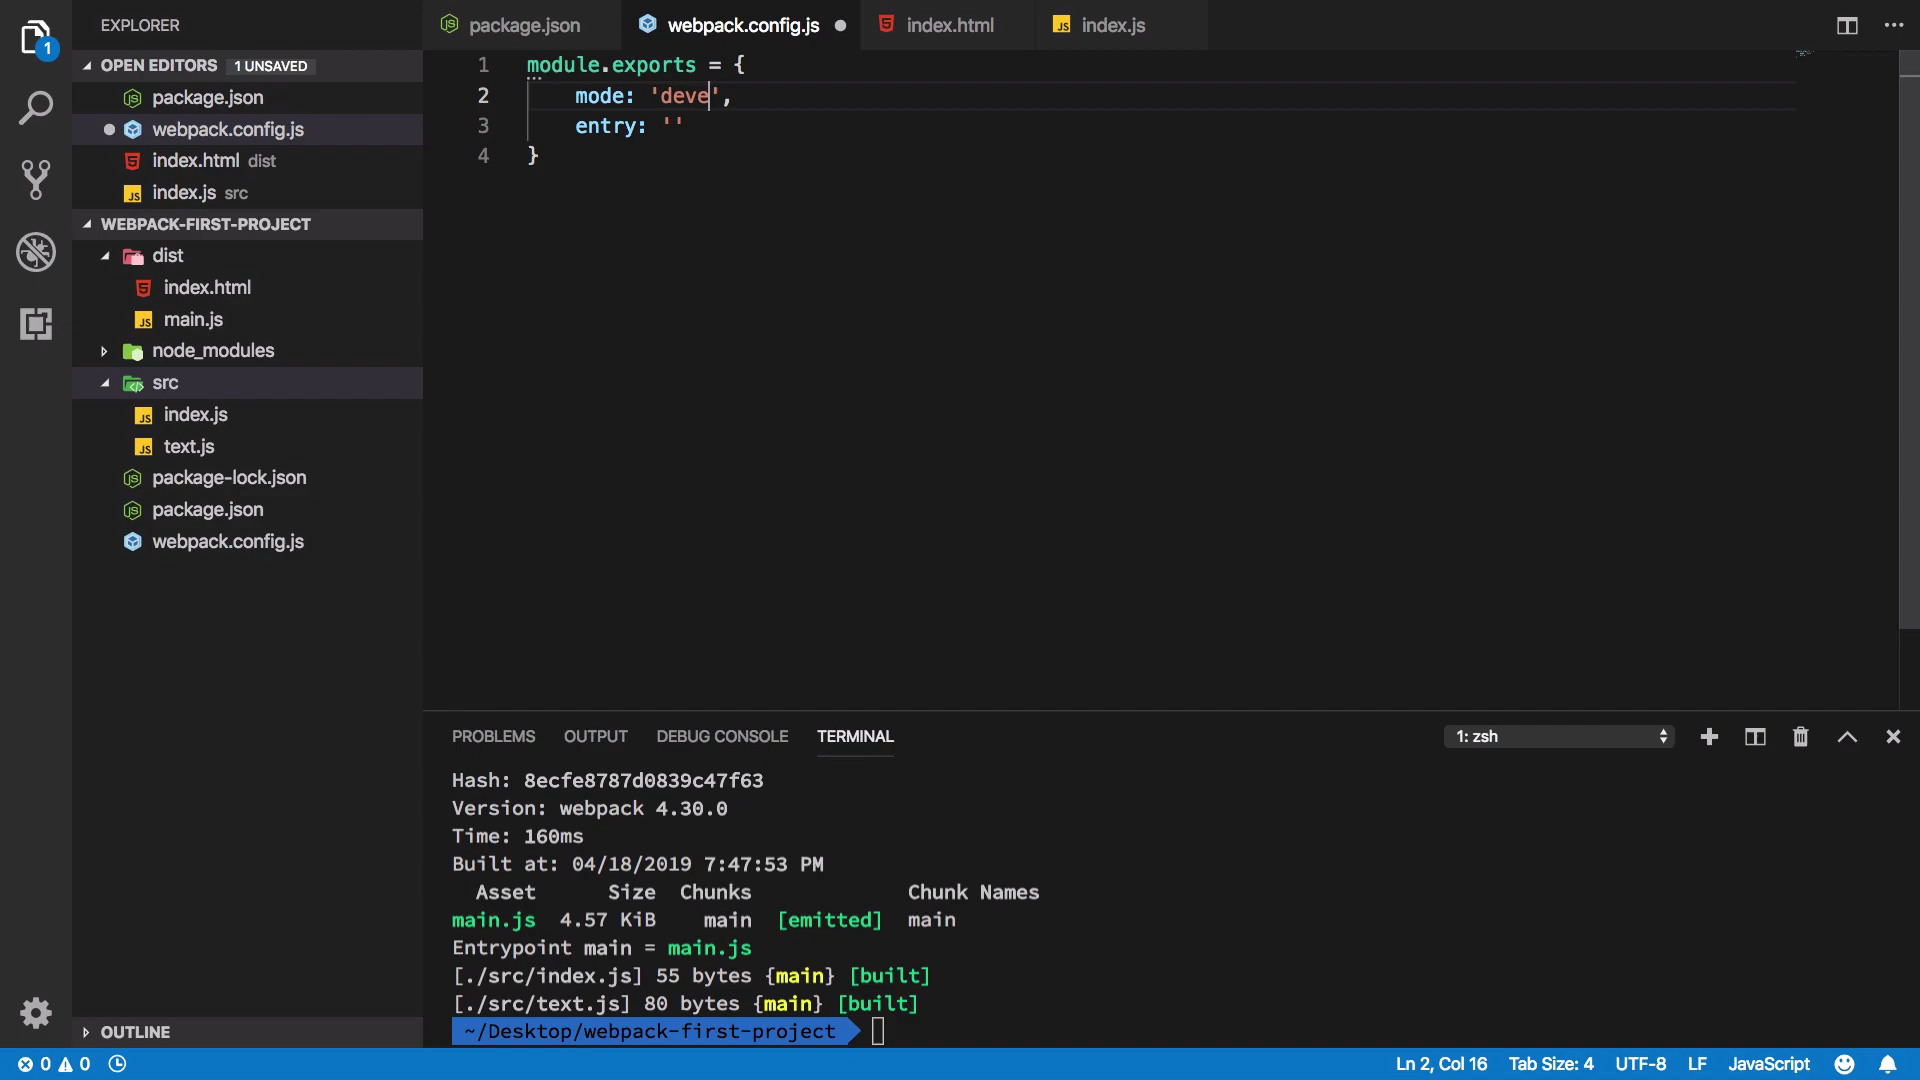 EXPLORER
1
OPEN EDITORS 1 UNSAVED
package.json
webpack.config.js
index.html dist
index.js src
WEBPACK-FIRST-PROJECT
dist
index.html
main.js
node_modules
src
index.js
text.js
package-lock.json
package.json
webpack.config.js
OUTLINE
package.json
webpack.config.js
index.html
index.js
1 module.exports = {
2 mode: 'deve',
3 entry: ''
4 }
PROBLEMS OUTPUT DEBUG CONSOLE TERMINAL
1: zsh
Hash: 8ecfe8787d0839c47f63
Version: webpack 4.30.0
Time: 160ms
Built at: 04/18/2019 7:47:53 PM
Asset Size Chunks Chunk Names
main.js 4.57 KiB main [emitted] main
Entrypoint main = main.js
[./src/index.js] 55 bytes {main} [built]
[./src/text.js] 80 bytes {main} [built]
~/Desktop/webpack-first-project
0 0
Ln 2, Col 16 Tab Size: 4 UTF-8 LF JavaScript